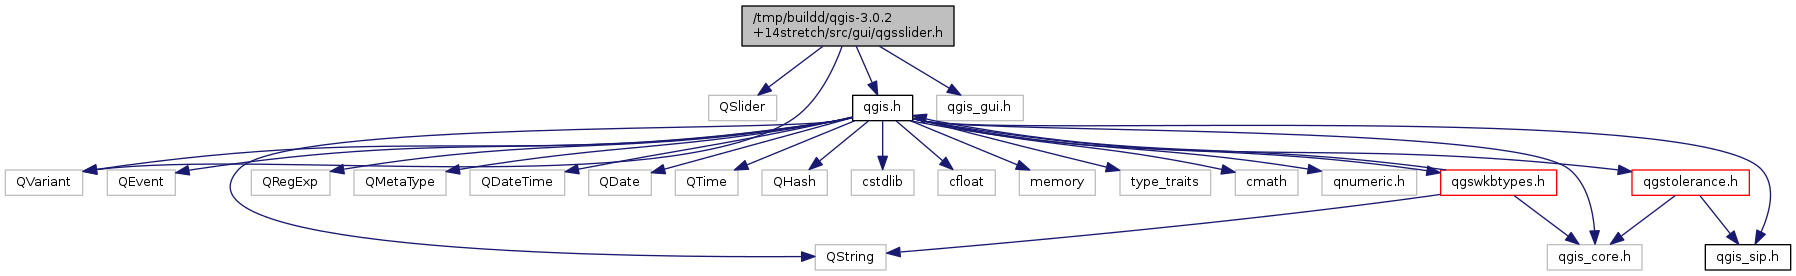 /tmp/buildd/qgis-3.0.2
+14stretch/src/gui/qgsslider.h
QSlider
qgis.h
qgis_gui.h
QVariant
QEvent
QRegExp
QMetaType
QDateTime
QDate
QTime
QHash
cstdlib
cfloat
memory
type_traits
cmath
qnumeric.h
qgswkbtypes.h
qgstolerance.h
QString
qgis_core.h
qgis_sip.h